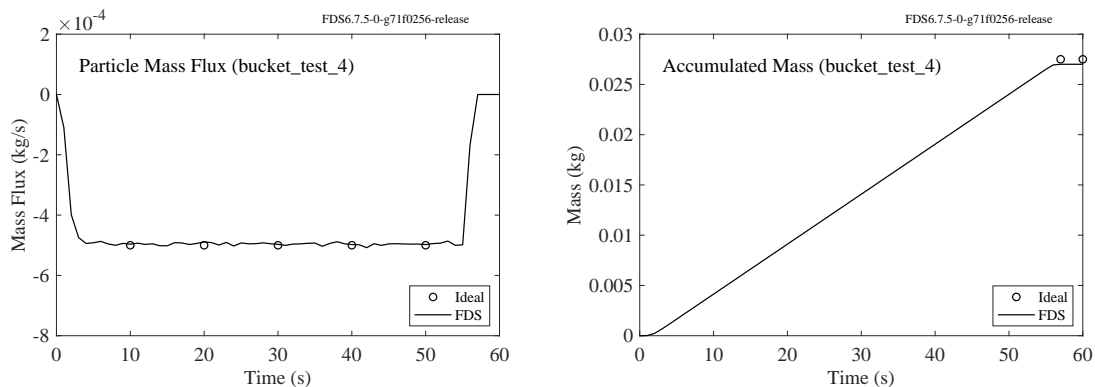 FDS6.7.5-0-g71f0256-release
×10⁻⁴
Particle Mass Flux (bucket_test_4)
Mass Flux (kg/s)
2
0
-2
-4
-6
-8
0 10 20 30 40 50 60
Time (s)
Ideal
FDS
FDS6.7.5-0-g71f0256-release
Accumulated Mass (bucket_test_4)
Mass (kg)
0.03
0.025
0.02
0.015
0.01
0.005
0
0 10 20 30 40 50 60
Time (s)
Ideal
FDS